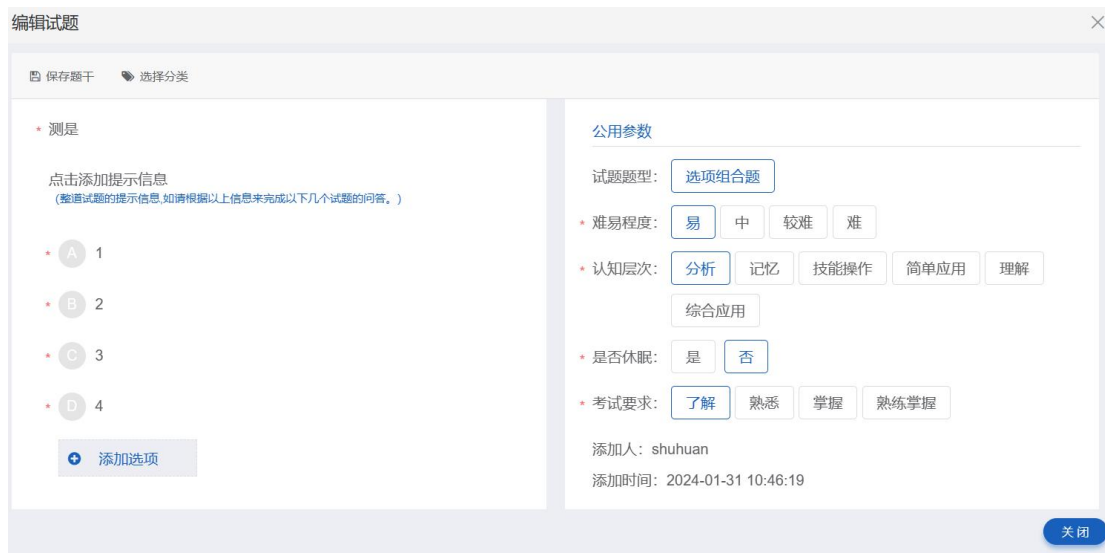 编辑试题
保存题干 选择分类
* 测是
点击添加提示信息
(整道试题的提示信息,如请根据以上信息来完成以下几个试题的问答。)
* A 1
* B 2
* C 3
* D 4
添加选项
公用参数
试题题型: 选项组合题
* 难易程度: 易 中 较难 难
* 认知层次: 分析 记忆 技能操作 简单应用 理解
综合应用
* 是否休眠: 是 否
* 考试要求: 了解 熟悉 掌握 熟练掌握
添加人: shuhuan
添加时间: 2024-01-31 10:46:19
关闭